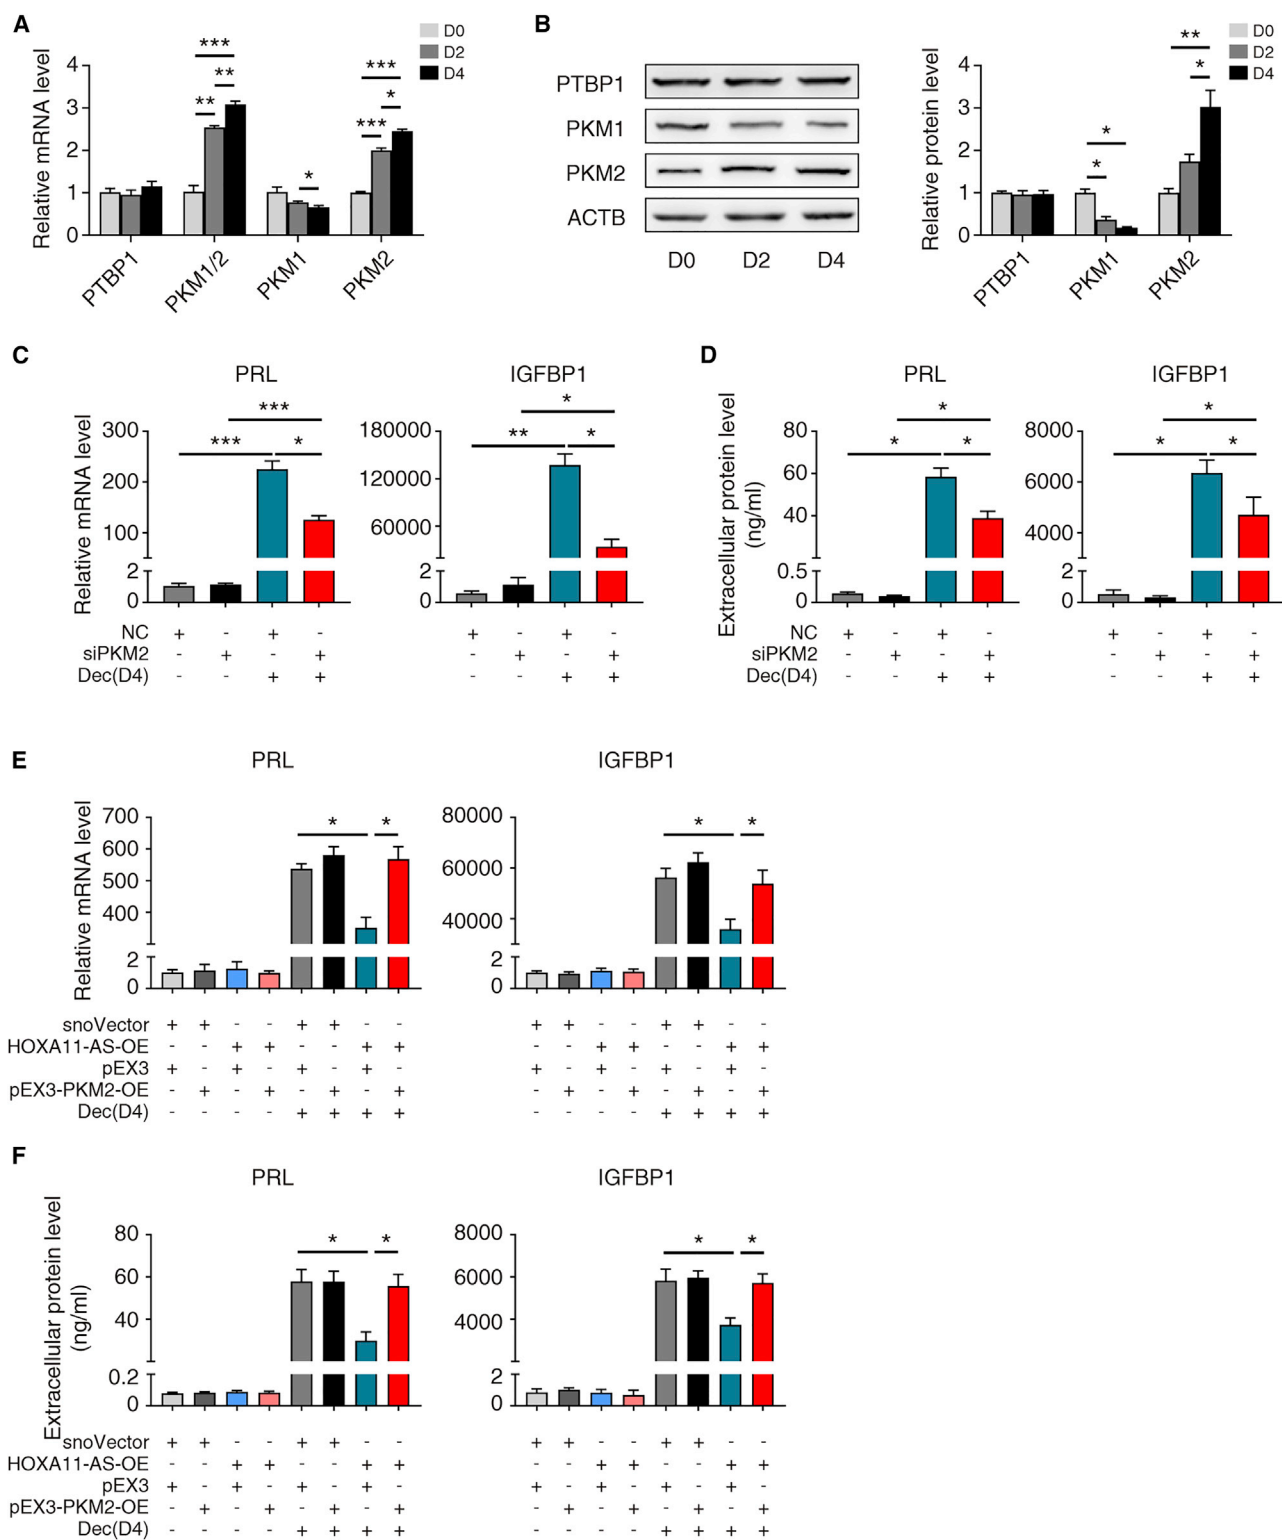 A
Relative mRNA level
4
3
2
1
0
*** ** **
*
*** * ***
PTBP1 PKM1/2 PKM1 PKM2
D0
D2
D4
B
PTBP1
PKM1
PKM2
ACTB
D0 D2 D4
Relative protein level
4
3
2
1
0
* *
** *
PTBP1 PKM1 PKM2
D0
D2
D4
C
PRL
Relative mRNA level
300
200
100
2
0
***
*** *
IGFBP1
180000
120000
60000
2
0
*
** *
NC + - + - + - + -
siPKM2 - + - + - + - +
Dec(D4) - - + + - - + +
D
PRL
Extracellular protein level
(ng/ml)
80
60
40
0.5
0
*
* *
IGFBP1
8000
6000
4000
2
0
*
* *
NC + - + - + - + -
siPKM2 - + - + - + - +
Dec(D4) - - + + - - + +
E
PRL
Relative mRNA level
700
600
500
400
2
0
* *
IGFBP1
80000
60000
40000
2
0
* *
snoVector + + - - + + - - + + - - + + - -
HOXA11-AS-OE - - + + - - + + - - + + - - + +
pEX3 + - + - + - + - + - + - + - + -
pEX3-PKM2-OE - + - + - + - + - + - + - + - +
Dec(D4) - - - - + + + + - - - - + + + +
F
PRL
Extracellular protein level
(ng/ml)
80
60
40
0.2
0
* *
IGFBP1
8000
6000
4000
2
0
* *
snoVector + + - - + + - - + + - - + + - -
HOXA11-AS-OE - - + + - - + + - - + + - - + +
pEX3 + - + - + - + - + - + - + - + -
pEX3-PKM2-OE - + - + - + - + - + - + - + - +
Dec(D4) - - - - + + + + - - - - + + + +